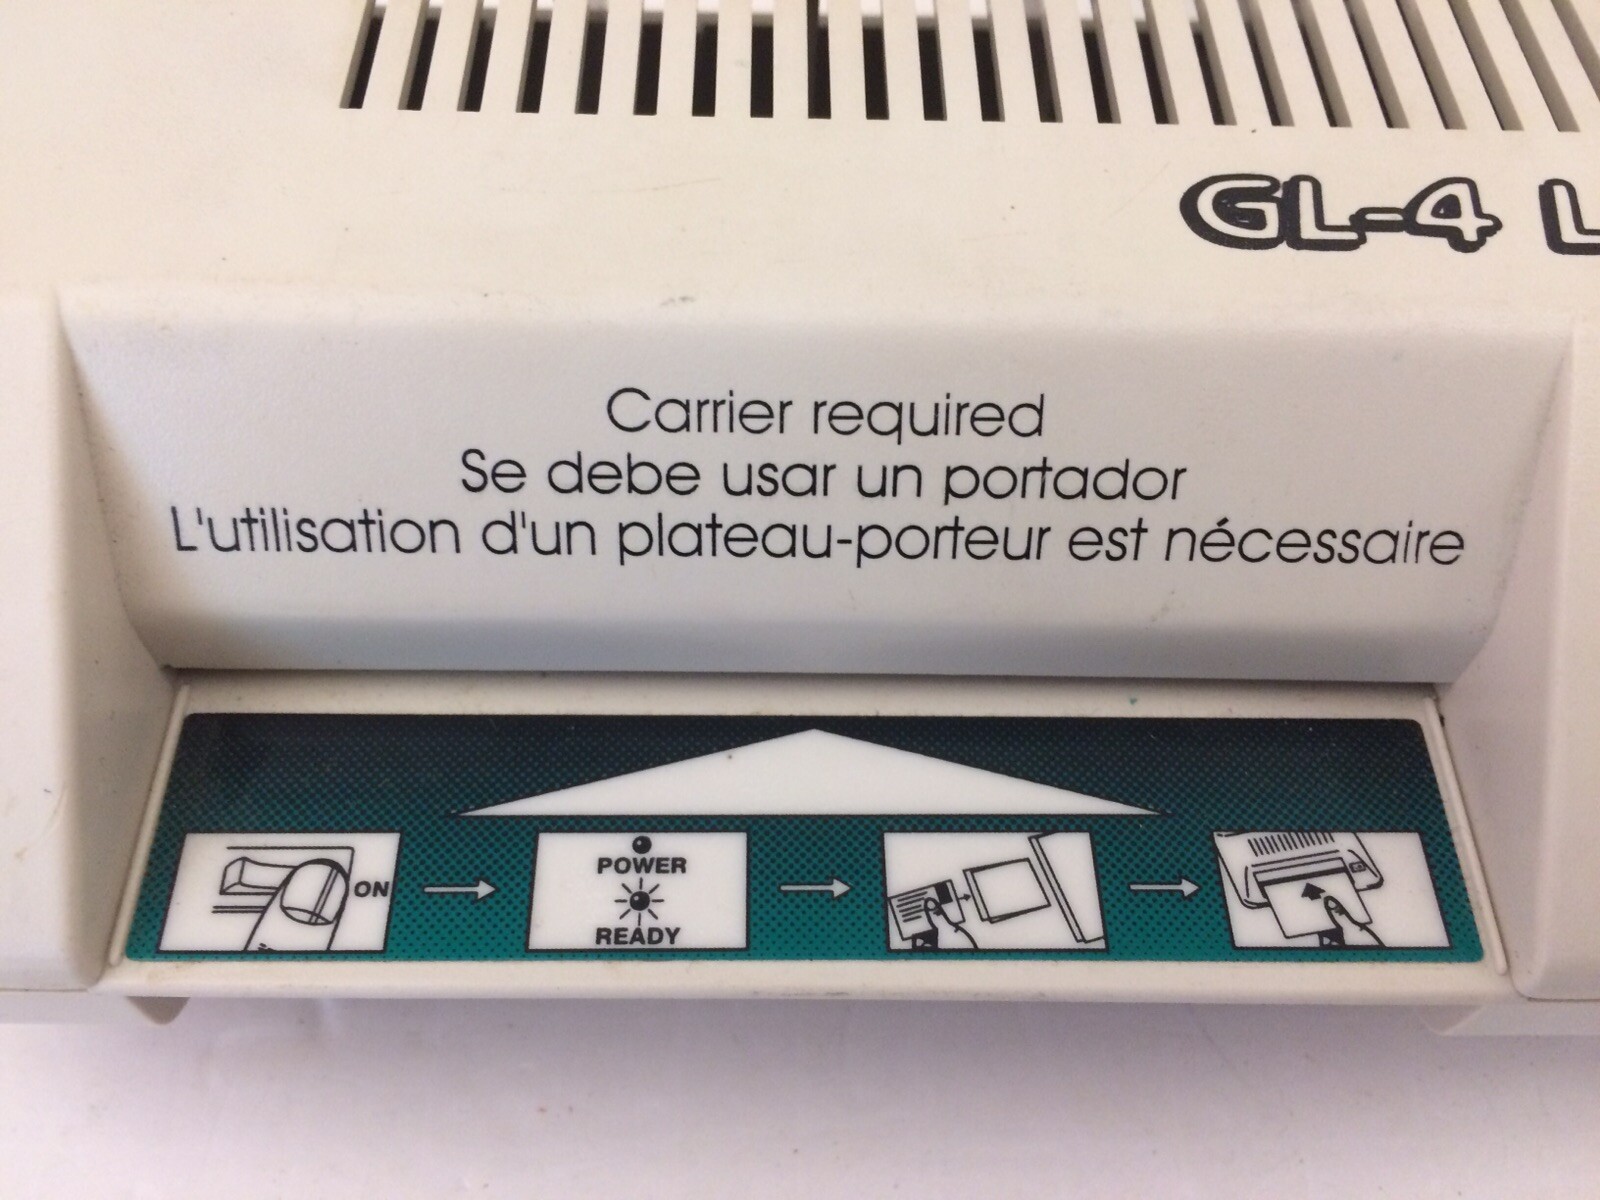 GL-4 L
Carrier required
Se debe usar un portador
L'utilisation d'un plateau-porteur est nécessaire
ON
POWER
READY